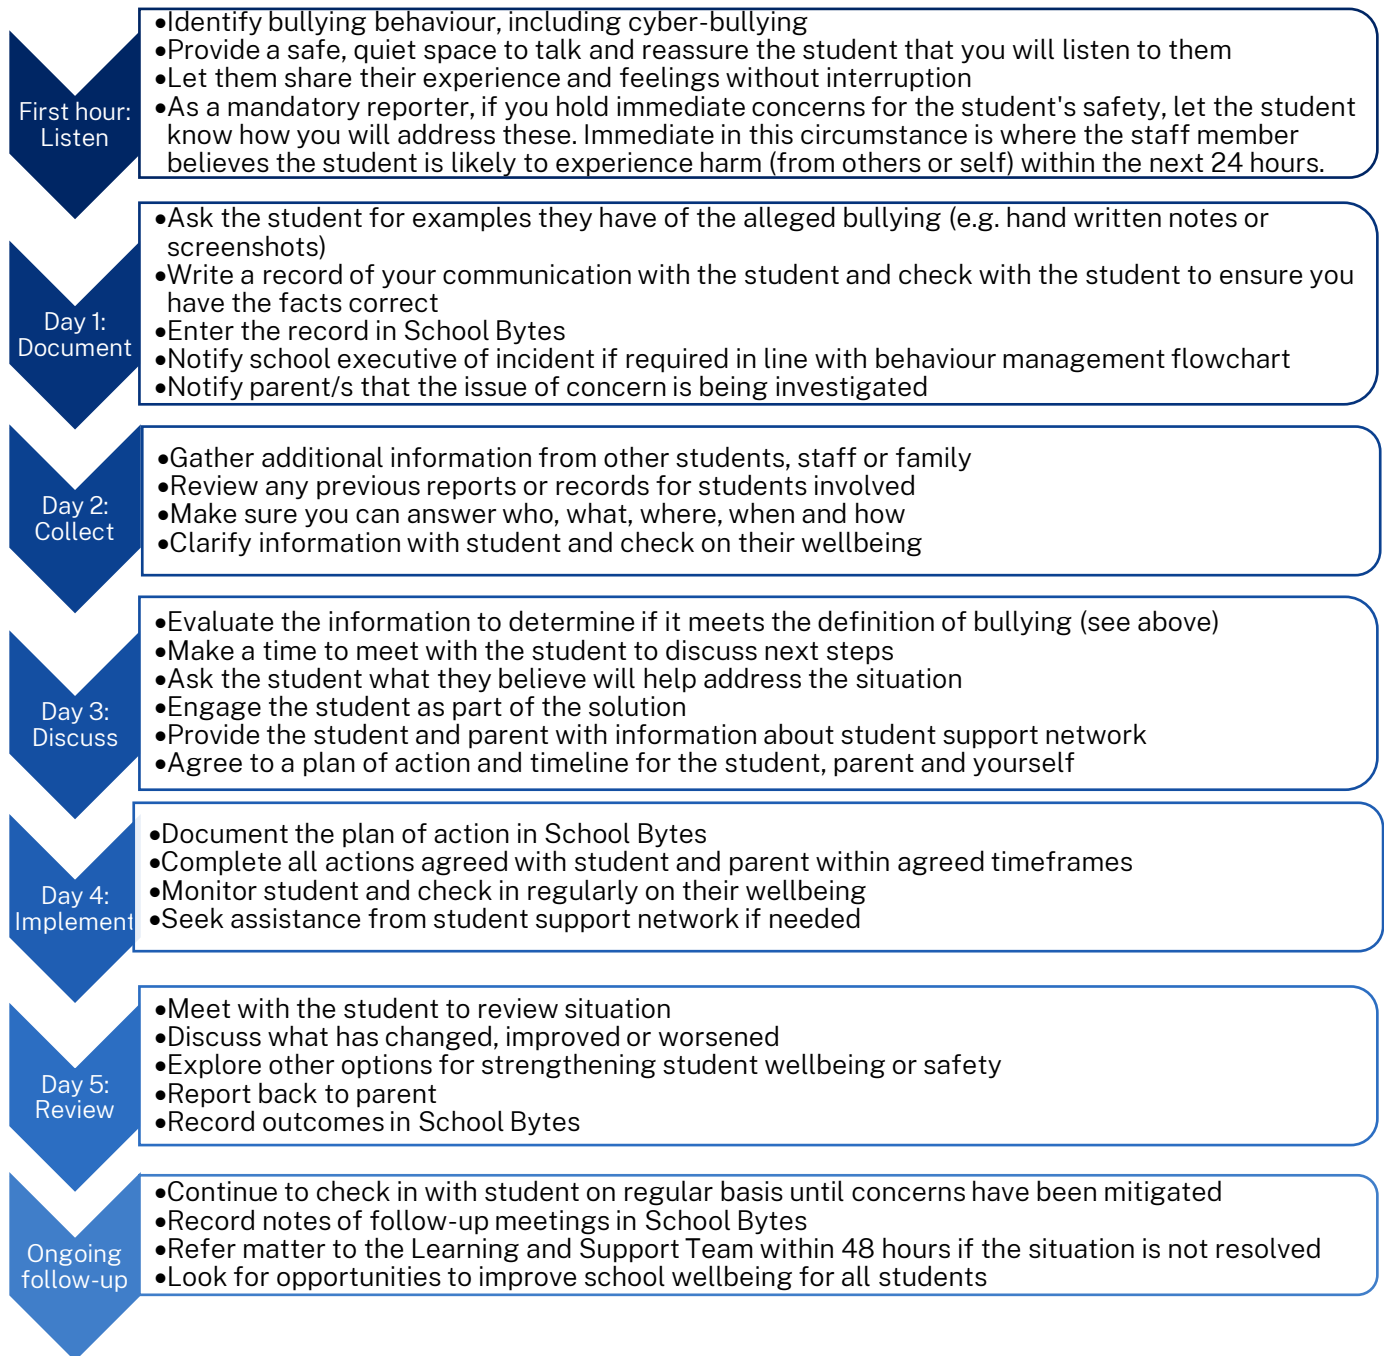 First hour:
Listen
•Identify bullying behaviour, including cyber-bullying
•Provide a safe, quiet space to talk and reassure the student that you will listen to them
•Let them share their experience and feelings without interruption
•As a mandatory reporter, if you hold immediate concerns for the student's safety, let the student
know how you will address these. Immediate in this circumstance is where the staff member
believes the student is likely to experience harm (from others or self) within the next 24 hours.
Day 1:
Document
•Ask the student for examples they have of the alleged bullying (e.g. hand written notes or
screenshots)
•Write a record of your communication with the student and check with the student to ensure you
have the facts correct
•Enter the record in School Bytes
•Notify school executive of incident if required in line with behaviour management flowchart
•Notify parent/s that the issue of concern is being investigated
Day 2:
Collect
•Gather additional information from other students, staff or family
•Review any previous reports or records for students involved
•Make sure you can answer who, what, where, when and how
•Clarify information with student and check on their wellbeing
Day 3:
Discuss
•Evaluate the information to determine if it meets the definition of bullying (see above)
•Make a time to meet with the student to discuss next steps
•Ask the student what they believe will help address the situation
•Engage the student as part of the solution
•Provide the student and parent with information about student support network
•Agree to a plan of action and timeline for the student, parent and yourself
Day 4:
Implement
•Document the plan of action in School Bytes
•Complete all actions agreed with student and parent within agreed timeframes
•Monitor student and check in regularly on their wellbeing
•Seek assistance from student support network if needed
Day 5:
Review
•Meet with the student to review situation
•Discuss what has changed, improved or worsened
•Explore other options for strengthening student wellbeing or safety
•Report back to parent
•Record outcomes in School Bytes
Ongoing
follow-up
•Continue to check in with student on regular basis until concerns have been mitigated
•Record notes of follow-up meetings in School Bytes
•Refer matter to the Learning and Support Team within 48 hours if the situation is not resolved
•Look for opportunities to improve school wellbeing for all students